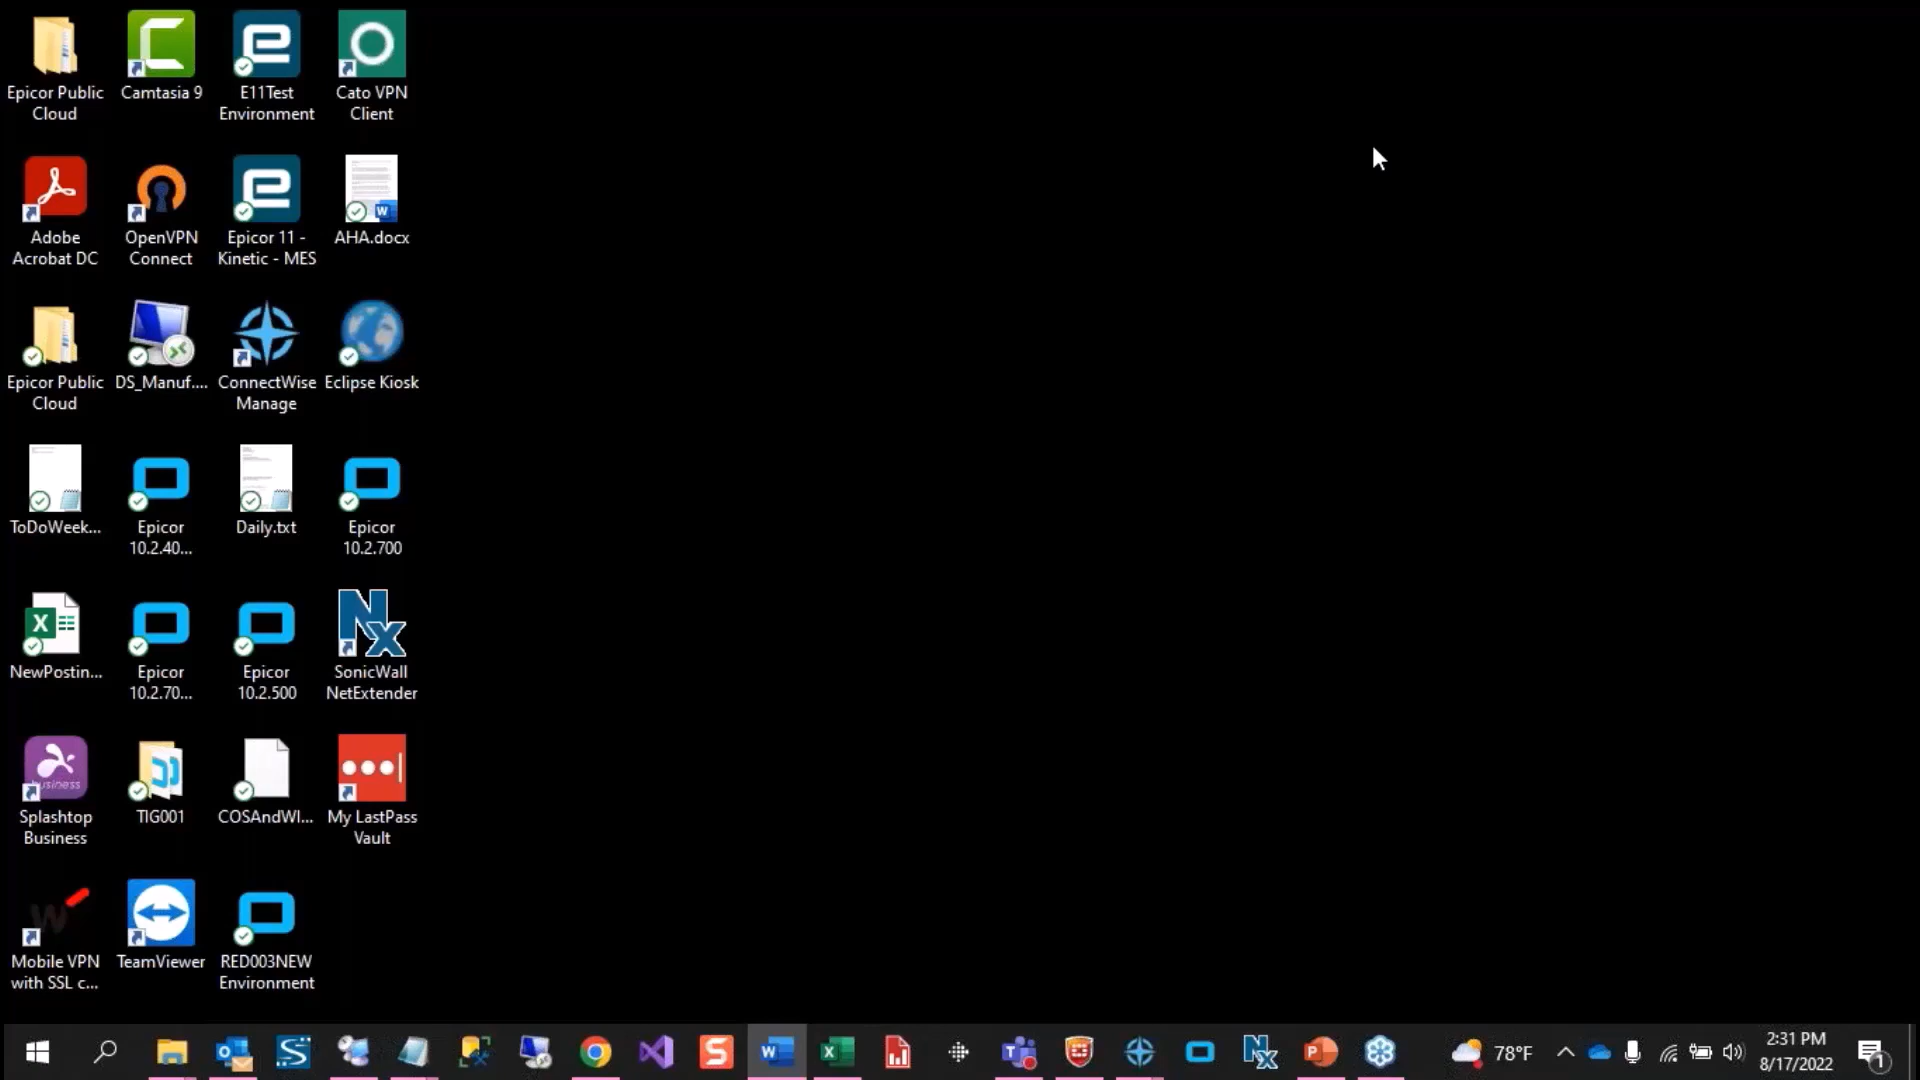 Epicor Public
Cloud
Camtasia 9
E11Test
Environment
Cato VPN
Client
Adobe
Acrobat DC
OpenVPN
Connect
Epicor 11 -
Kinetic - MES
AHA.docx
Epicor Public
Cloud
DS_Manuf....
ConnectWise
Manage
Eclipse Kiosk
ToDoWeek...
Epicor
10.2.40...
Daily.txt
Epicor
10.2.700
NewPostin...
Epicor
10.2.70...
Epicor
10.2.500
SonicWall
NetExtender
business
Splashtop
Business
TIG001
COSAndWI...
My LastPass
Vault
Mobile VPN
with SSL c...
TeamViewer
RED003NEW
Environment
78°F
2:31 PM
8/17/2022
1